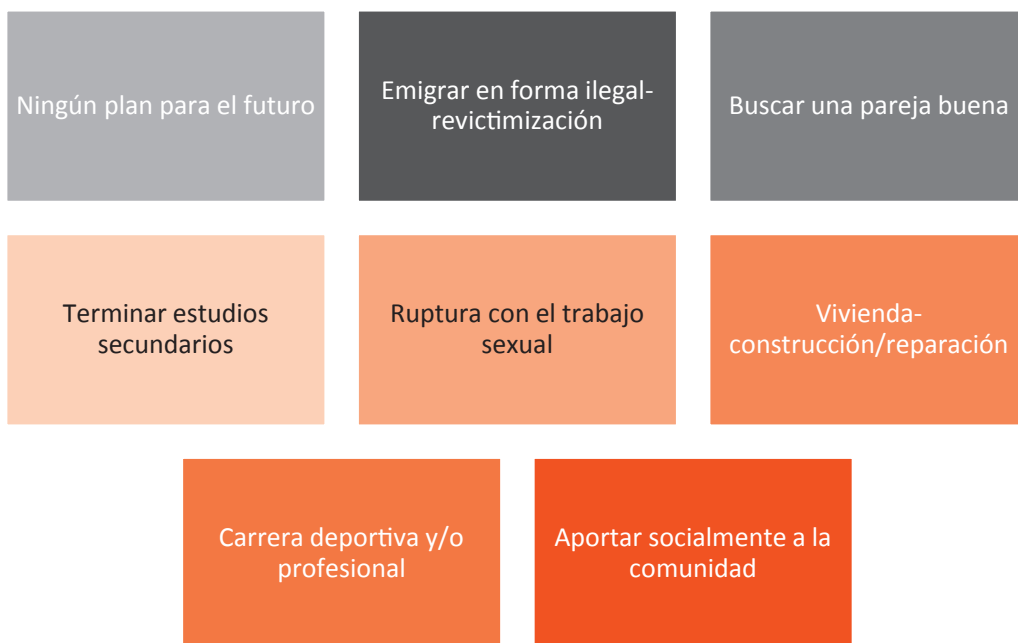 Ningún plan para el futuro
Emigrar en forma ilegal-
revictimización
Buscar una pareja buena
Terminar estudios
secundarios
Ruptura con el trabajo
sexual
Vivienda-
construcción/reparación
Carrera deportiva y/o
profesional
Aportar socialmente a la
comunidad